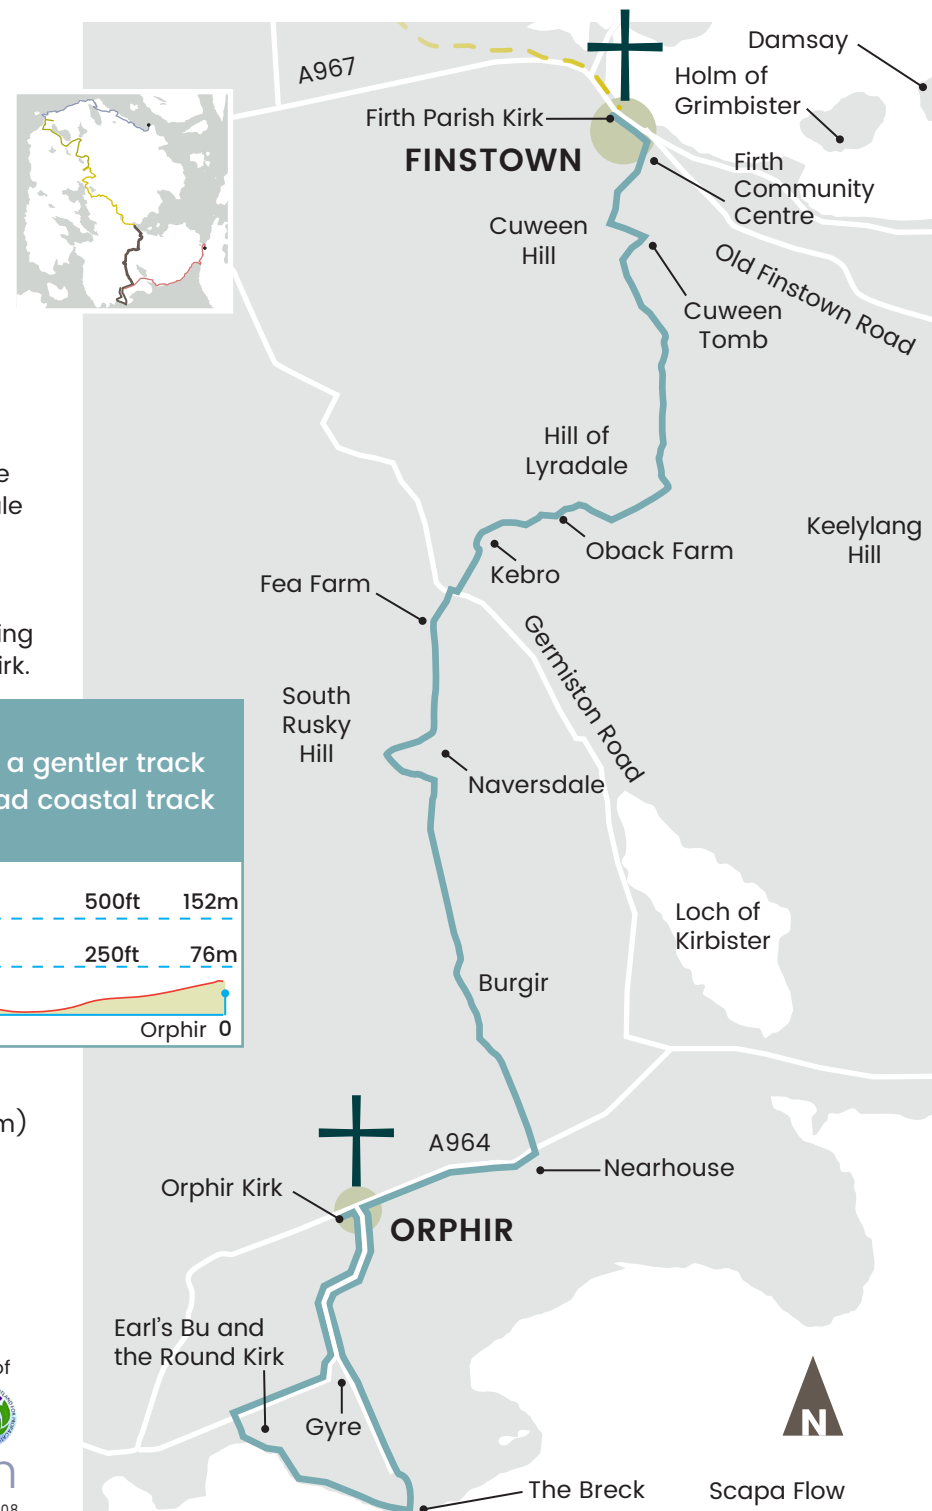 Damsay
Holm of
Grimbister
A967
Firth Parish Kirk
FINSTOWN
Firth
Community
Centre
Cuween
Hill
Old Finstown Road
Cuween
Tomb
Hill of
Lyradale
Keelylang
Hill
Oback Farm
Kebro
Fea Farm
Germiston Road
South
Rusky
Hill
Naversdale
ing
irk.
a gentler track
ad coastal track
500ft 152m
250ft 76m
Orphir 0
Loch of
Kirbister
Burgir
m)
A964
Nearhouse
Orphir Kirk
ORPHIR
Earl's Bu and
the Round Kirk
of
Gyre
N
The Breck
Scapa Flow